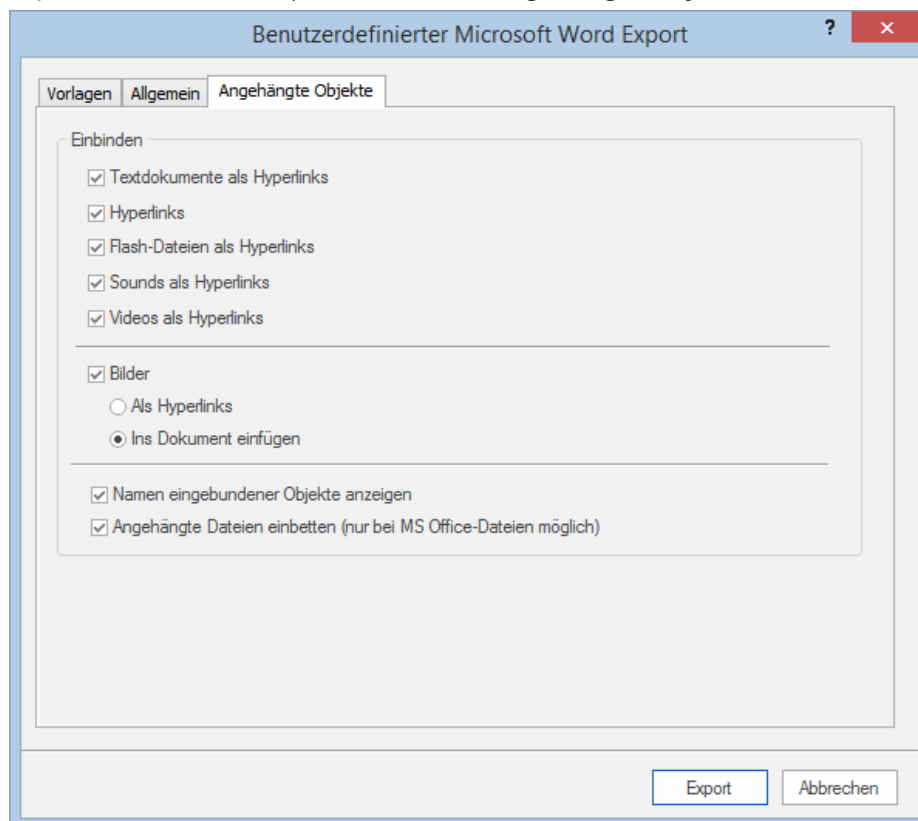 Benutzerdefinierter Microsoft Word Export
?
×
Vorlagen Allgemein Angehängte Objekte
Einbinden
Textdokumente als Hyperlinks
Hyperlinks
Flash-Dateien als Hyperlinks
Sounds als Hyperlinks
Videos als Hyperlinks
Bilder
Als Hyperlinks
Ins Dokument einfügen
Namen eingebundener Objekte anzeigen
Angehängte Dateien einbetten (nur bei MS Office-Dateien möglich)
Export Abbrechen